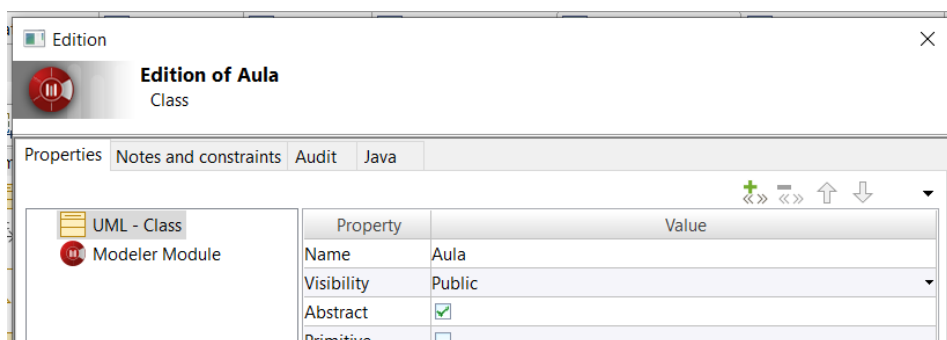 Edition
Edition of Aula
Class
Properties Notes and constraints Audit Java
UML - Class
Modeler Module
Property Value
Name Aula
Visibility Public
Abstract
Primitive